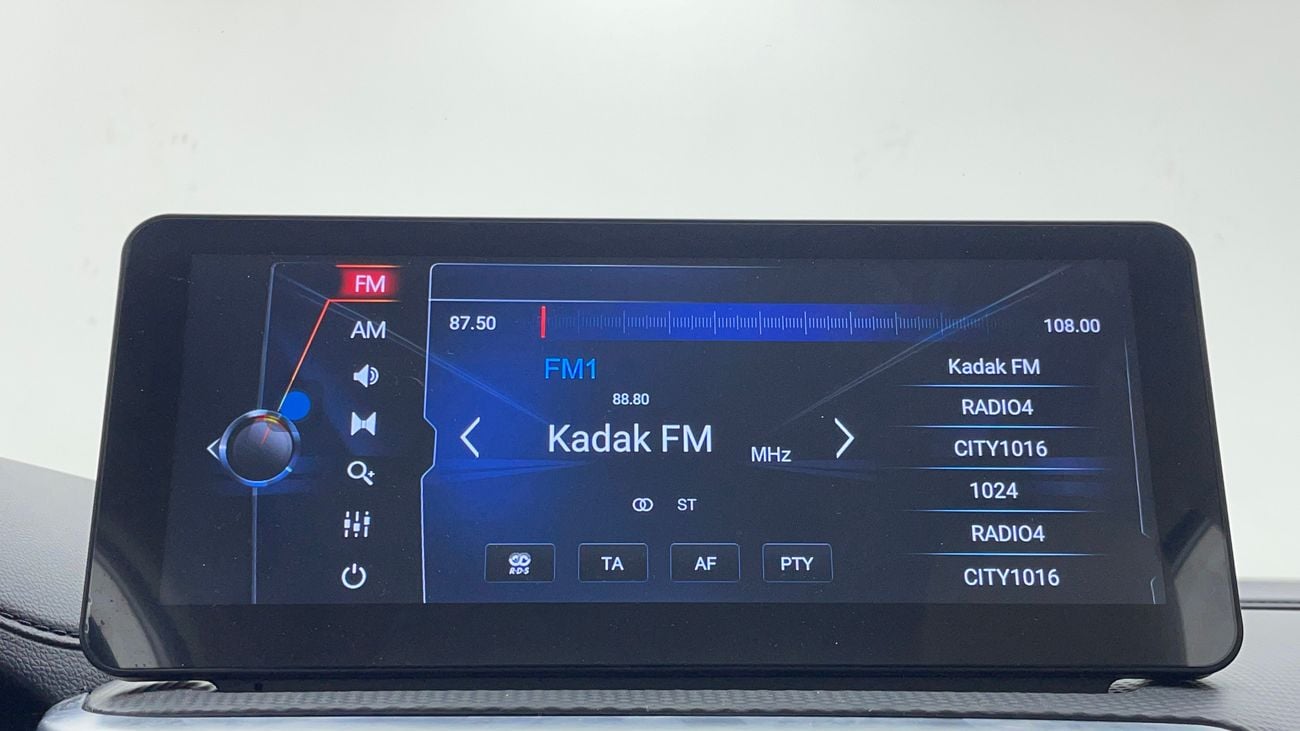 FM
AM
87.50
108.00
FM1
88.80
Kadak FM
MHz
ST
R·D·S
TA
AF
PTY
Kadak FM
RADIO4
CITY1016
1024
RADIO4
CITY1016